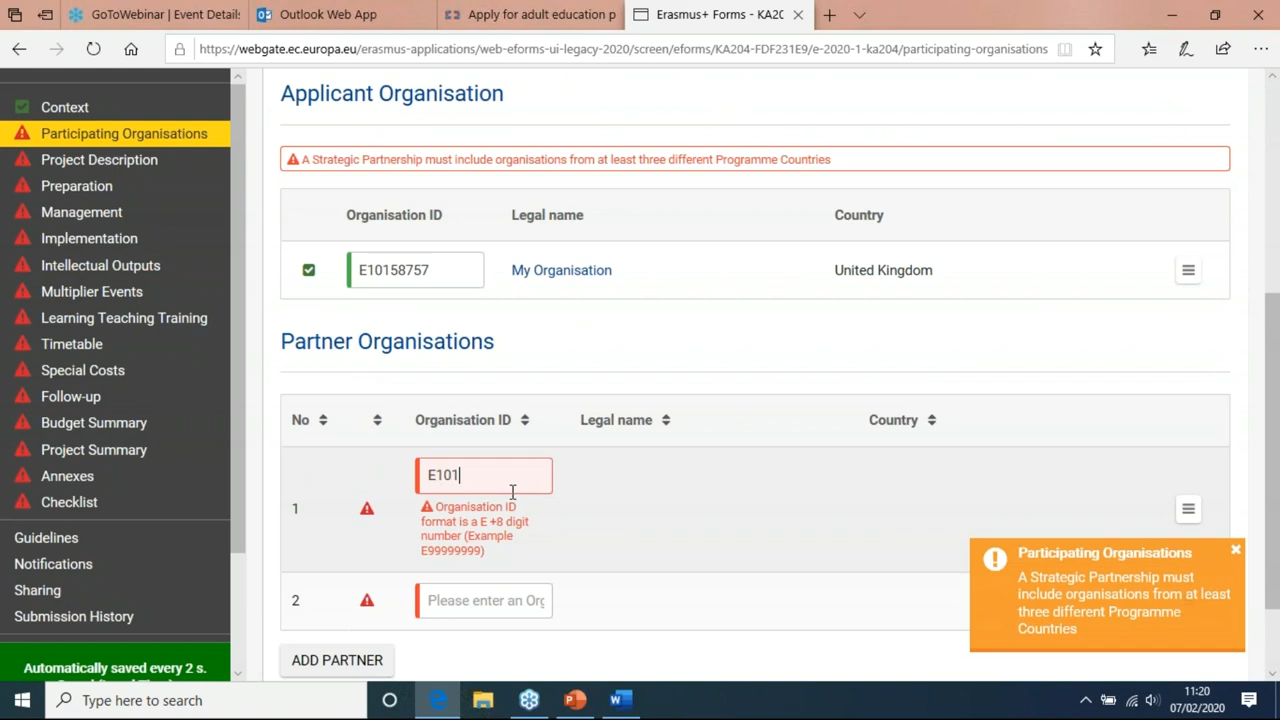 GoToWebinar | Event Details
Outlook Web App
Apply for adult education p
Erasmus+ Forms - KA20
https://webgate.ec.europa.eu/erasmus-applications/web-eforms-ui-legacy-2020/screen/eforms/KA204-FDF231E9/e-2020-1-ka204/participating-organisations
Context
Participating Organisations
Project Description
Preparation
Management
Implementation
Intellectual Outputs
Multiplier Events
Learning Teaching Training
Timetable
Special Costs
Follow-up
Budget Summary
Project Summary
Annexes
Checklist
Guidelines
Notifications
Sharing
Submission History
Automatically saved every 2 s.
Applicant Organisation
A Strategic Partnership must include organisations from at least three different Programme Countries
Organisation ID Legal name Country
E10158757 My Organisation United Kingdom
Partner Organisations
No Organisation ID Legal name Country
E101
1
Organisation ID
format is a E +8 digit
number (Example
E99999999)
2 Please enter an Org
ADD PARTNER
Participating Organisations
A Strategic Partnership must
include organisations from at least
three different Programme
Countries
Type here to search
11:20
07/02/2020